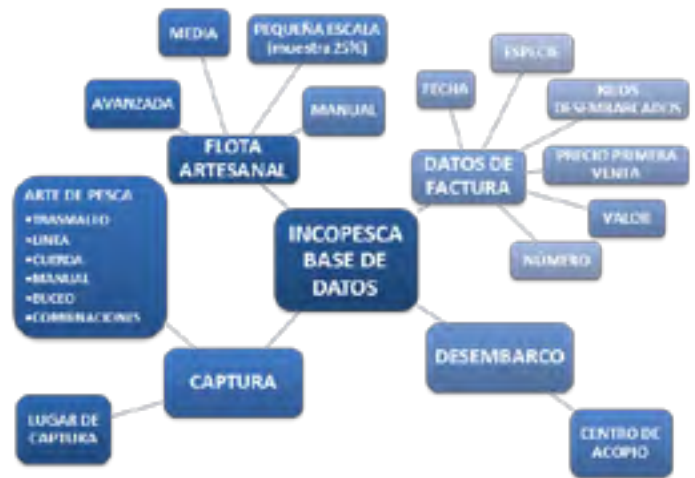 MEDIA
PEQUEÑA ESCALA
(muestra 25%)
AVANZADA
MANUAL
FLOTA
ARTESANAL
ESPECIE
FECHA
KILOS
DESEMBARCADOS
DATOS DE
FACTURA
PRECIO PRIMERA
VENTA
VALOR
NÚMERO
ARTE DE PESCA
•TRASMALLO
•LINEA
•CUERDA
•MANUAL
•BUCEO
•COMBINACIONES
INCOPESCA
BASE DE
DATOS
DESEMBARCO
CAPTURA
LUGAR DE
CAPTURA
CENTRO DE
ACOPIO